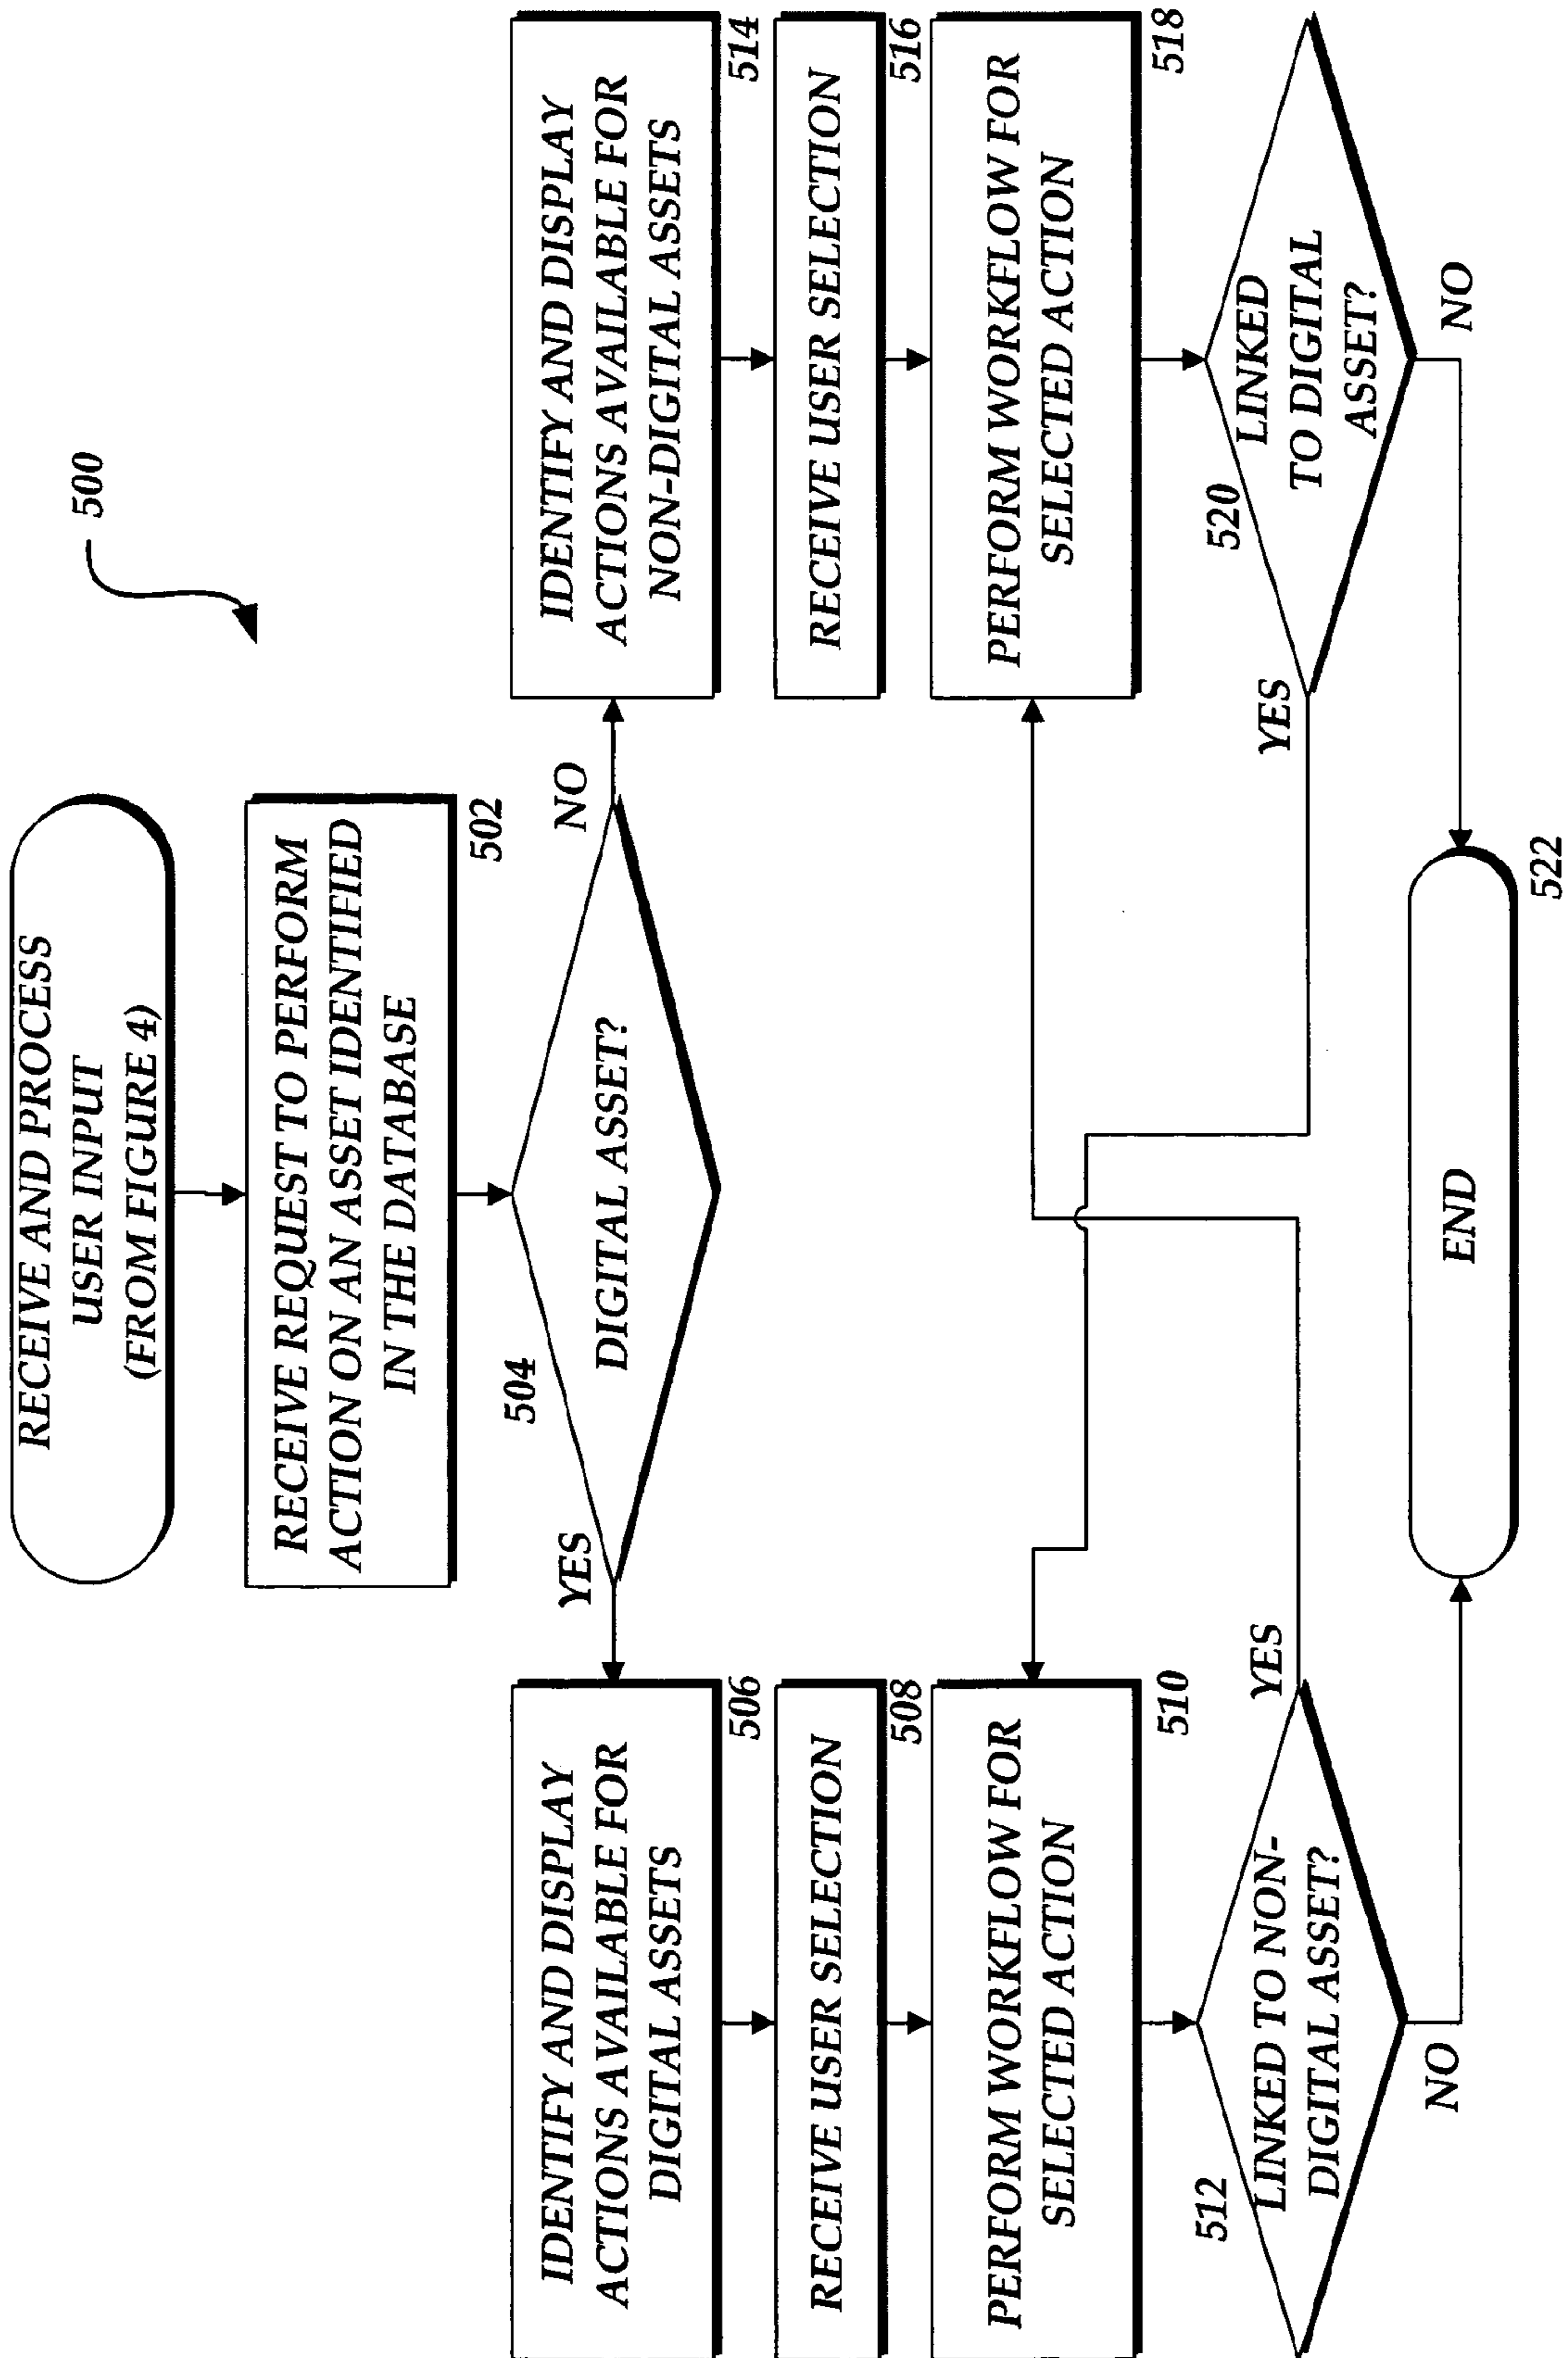 500
RECEIVE AND PROCESS
USER INPUT
(FROM FIGURE 4)
RECEIVE REQUEST TO PERFORM
ACTION ON AN ASSET IDENTIFIED
IN THE DATABASE
502
504
DIGITAL ASSET?
YES
NO
IDENTIFY AND DISPLAY
ACTIONS AVAILABLE FOR
DIGITAL ASSETS
506
RECEIVE USER SELECTION
508
PERFORM WORKFLOW FOR
SELECTED ACTION
510
512
LINKED TO NON-
DIGITAL ASSET?
YES
NO
IDENTIFY AND DISPLAY
ACTIONS AVAILABLE FOR
NON-DIGITAL ASSETS
514
RECEIVE USER SELECTION
516
PERFORM WORKFLOW FOR
SELECTED ACTION
518
520
LINKED
TO DIGITAL
ASSET?
YES
NO
END
522